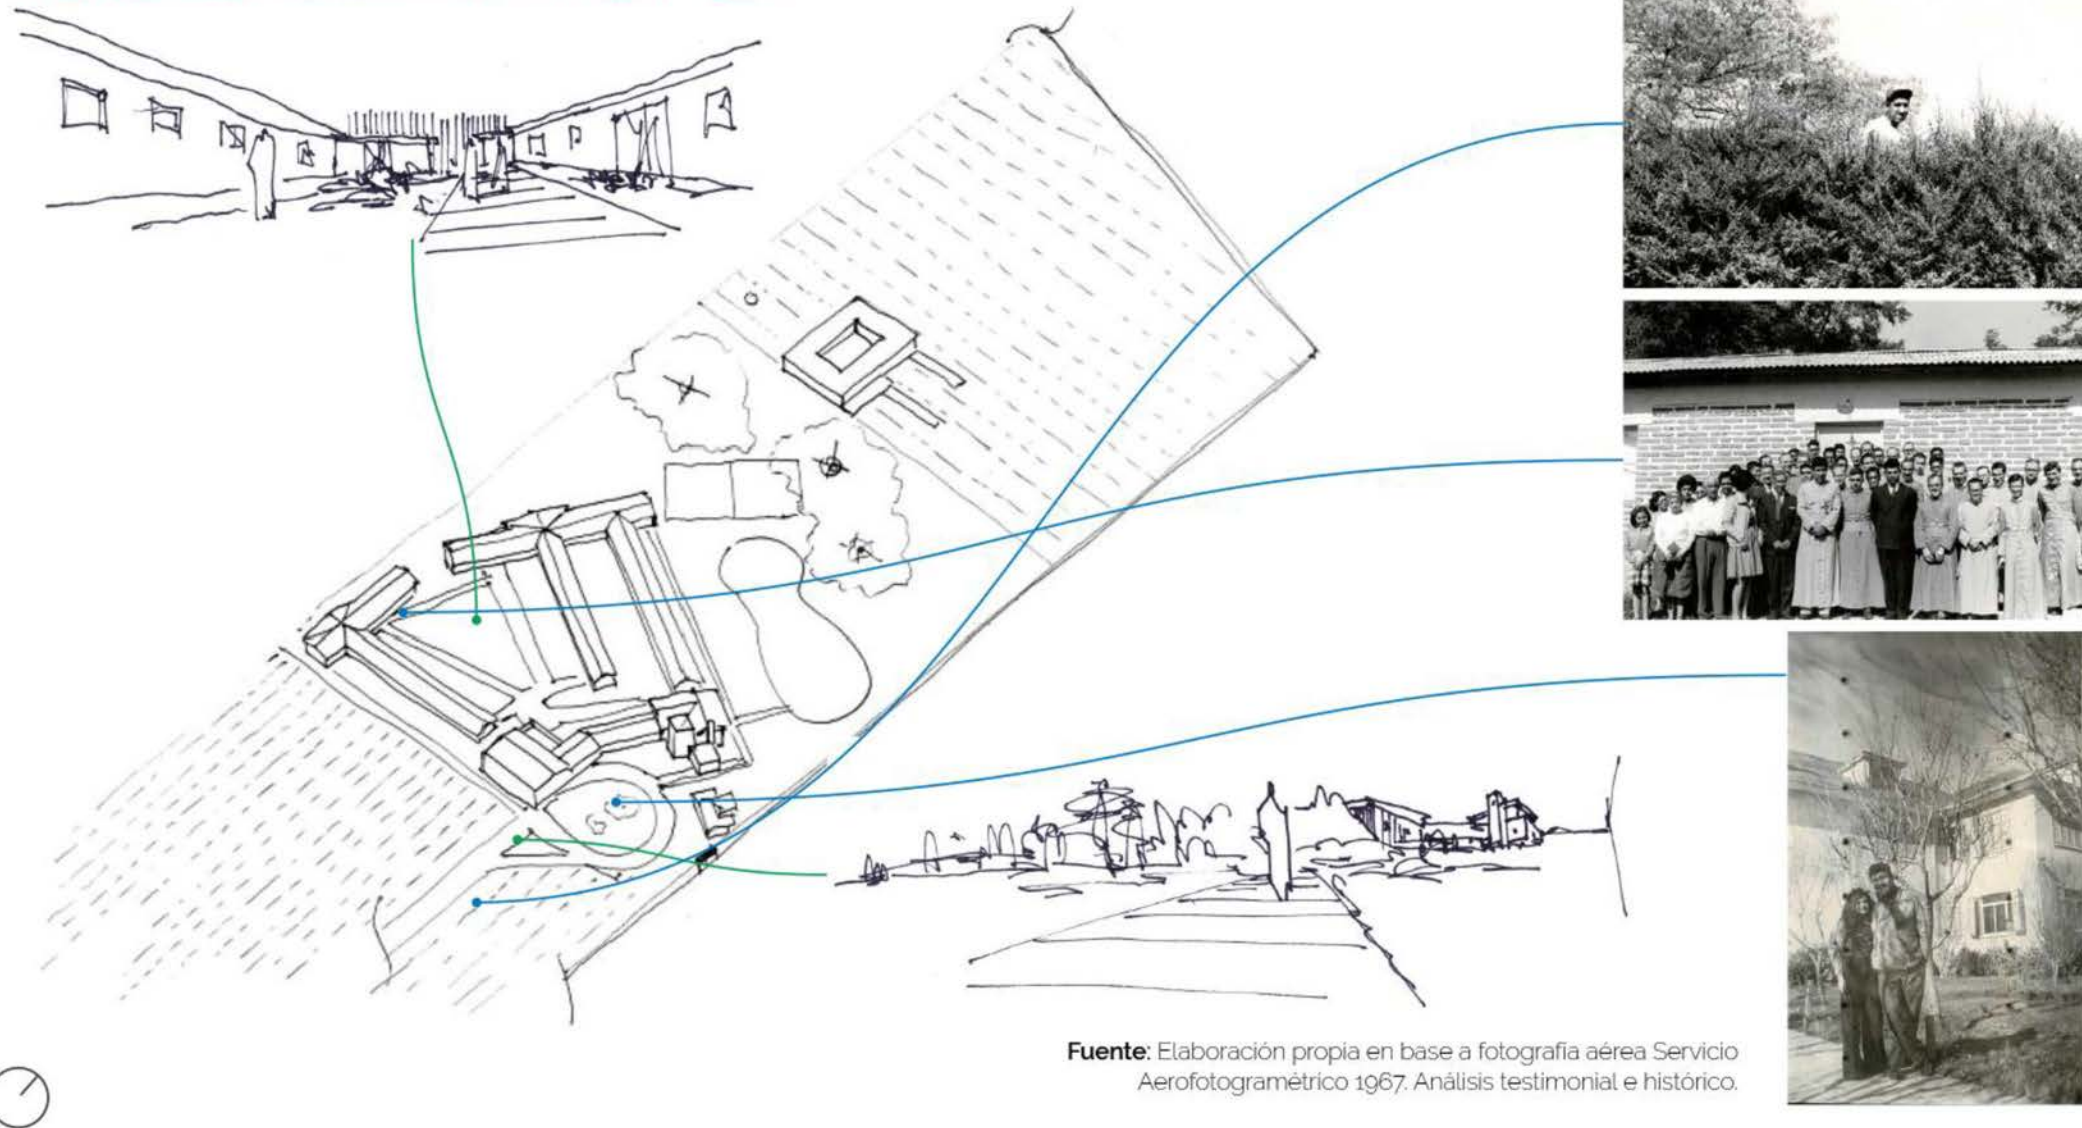 Fuente: Elaboración propia en base a fotografía aérea Servicio
Aerofotogramétrico 1967. Análisis testimonial e histórico.